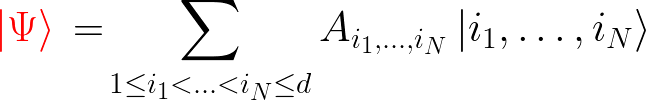 |Ψ⟩ = ∑_{1≤i_1<...<i_N≤d} A_{i_1,...,i_N} |i_1, ..., i_N⟩